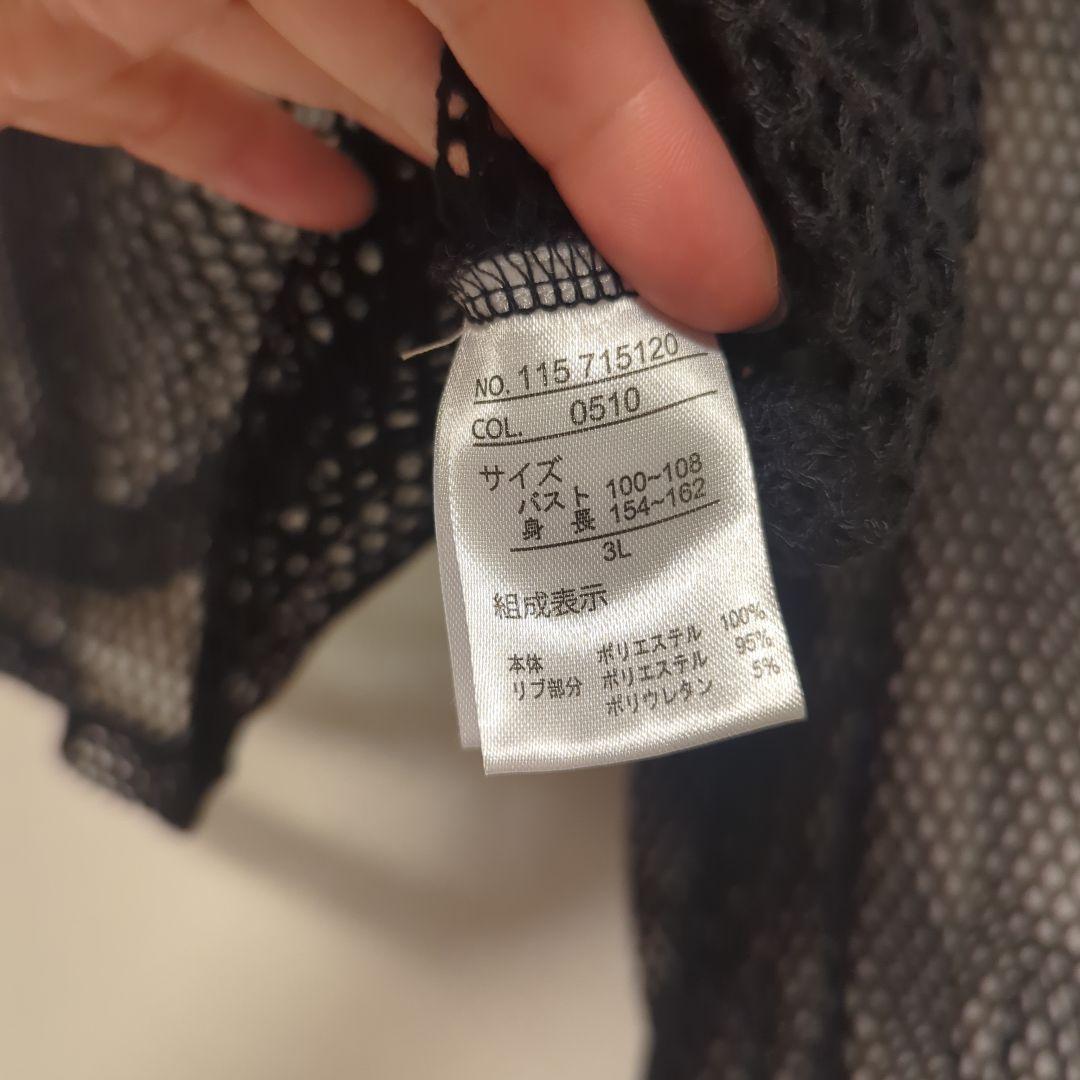 NO. 115 715120
COL. 0510
サイズ
バスト 100~108
身 長 154~162
3L
組成表示
本体 ポリエステル 100%
リブ部分 ポリエステル 95%
ポリウレタン 5%